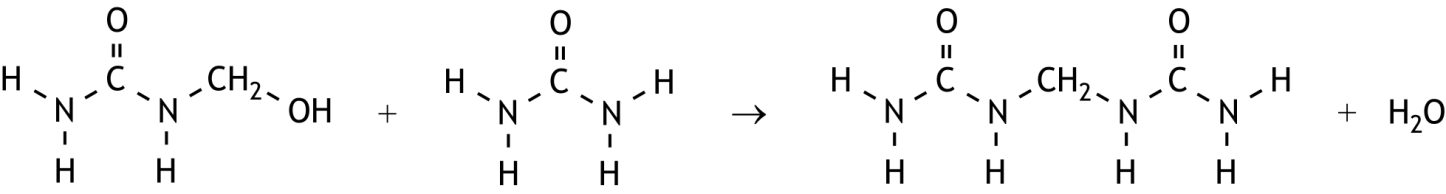 O O O O
H C CH₂ H C H H C CH₂ C H
N N OH + N N → N N N N + H₂O
H H H H H H H H